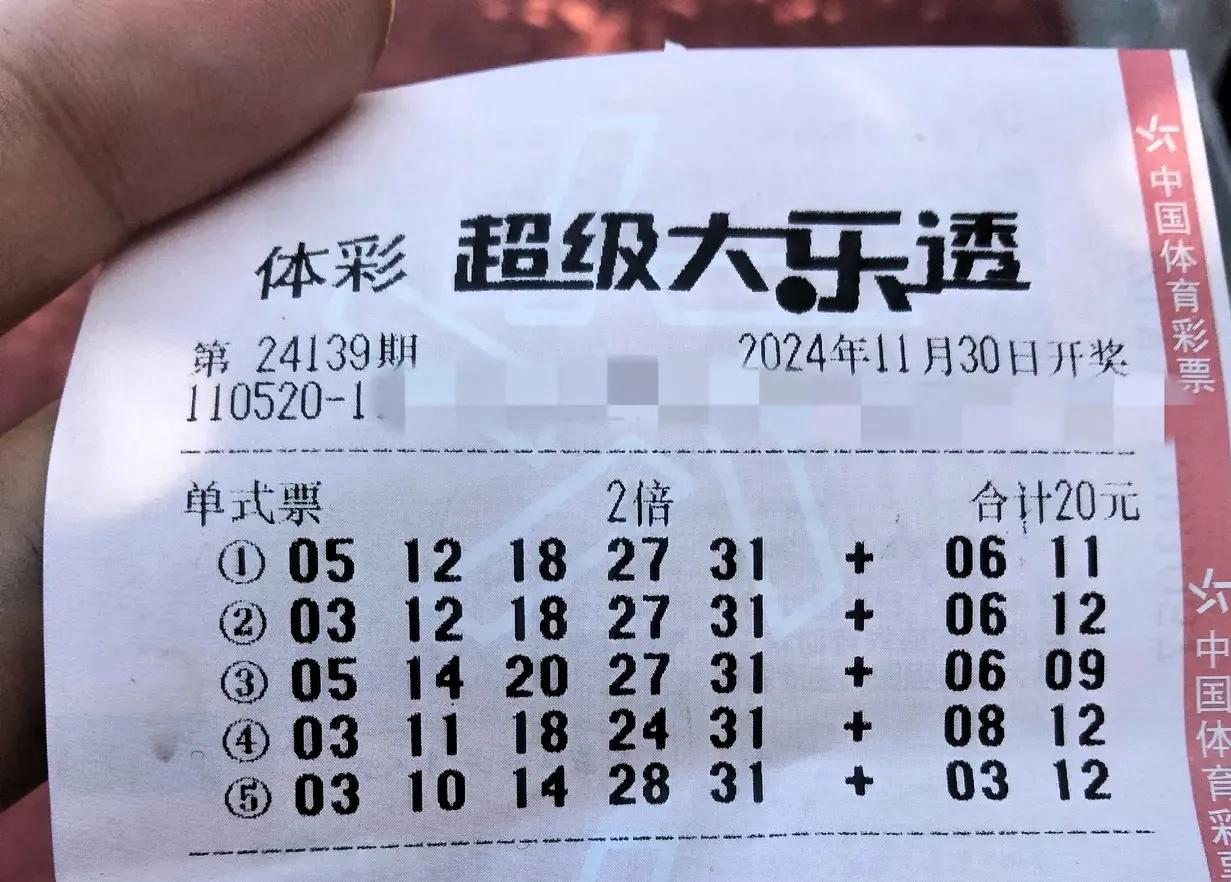 体彩 超级大乐透
第 24139期 2024年11月30日开奖
110520-1
单式票 2倍 合计20元
① 05 12 18 27 31 + 06 11
② 03 12 18 27 31 + 06 12
③ 05 14 20 27 31 + 06 09
④ 03 11 18 24 31 + 08 12
⑤ 03 10 14 28 31 + 03 12
中国体育彩票
中国体育彩票